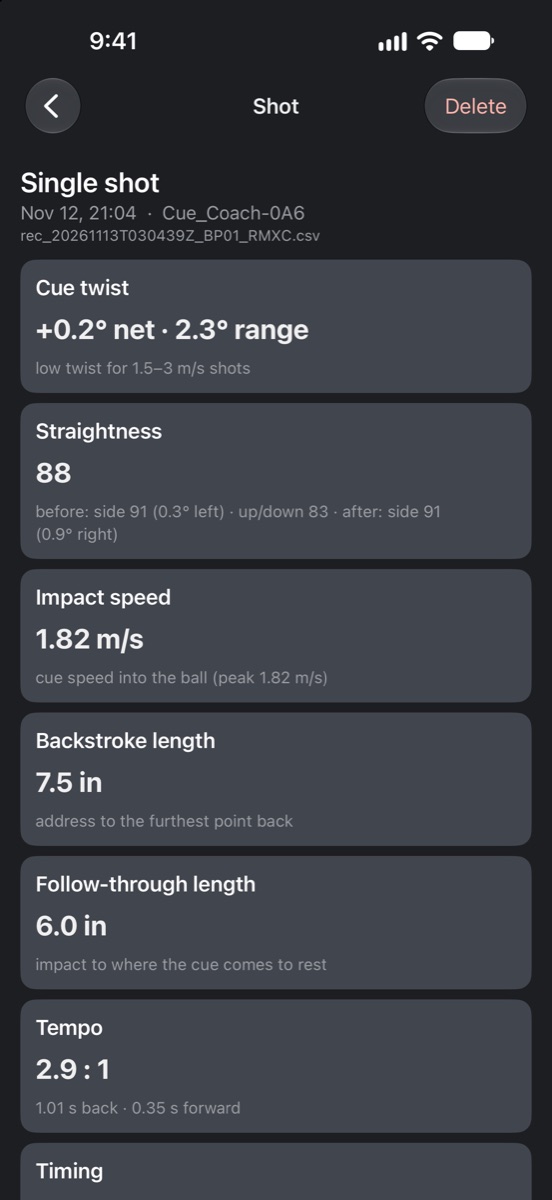 9:41
Shot
Delete
Single shot
Nov 12, 21:04 · Cue_Coach-0A6
rec_20261113T030439Z_BP01_RMXC.csv
Cue twist
+0.2° net · 2.3° range
low twist for 1.5–3 m/s shots
Straightness
88
before: side 91 (0.3° left) · up/down 83 · after: side 91
(0.9° right)
Impact speed
1.82 m/s
cue speed into the ball (peak 1.82 m/s)
Backstroke length
7.5 in
address to the furthest point back
Follow-through length
6.0 in
impact to where the cue comes to rest
Tempo
2.9 : 1
1.01 s back · 0.35 s forward
Timing